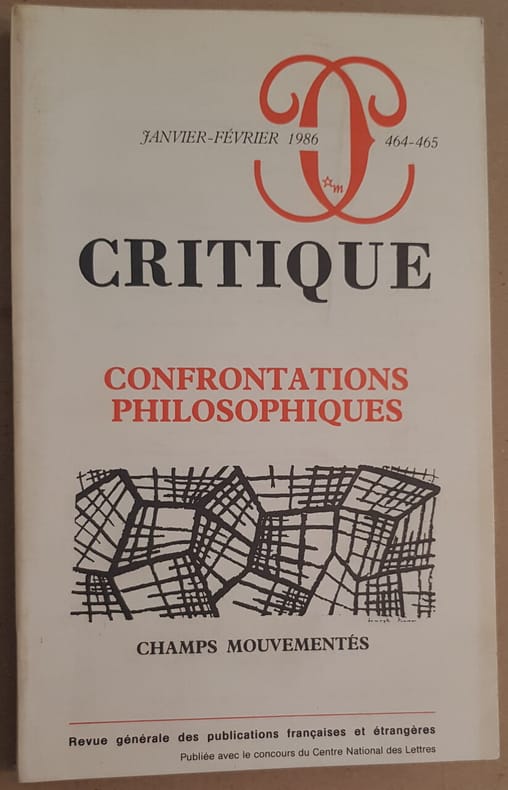 JANVIER-FÉVRIER 1986 464-465
CRITIQUE
CONFRONTATIONS
PHILOSOPHIQUES
CHAMPS MOUVEMENTÉS
Revue générale des publications françaises et étrangères
Publiée avec le concours du Centre National des Lettres